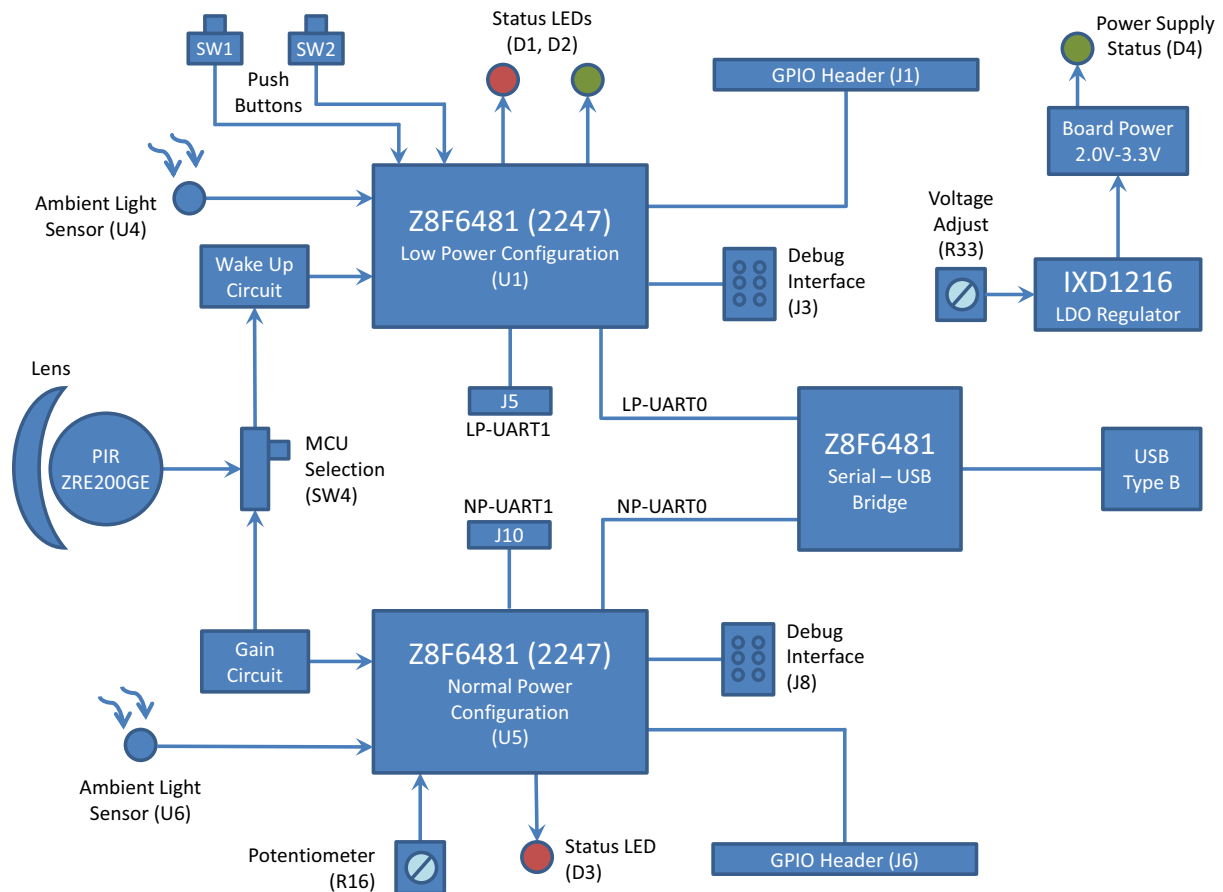 Status LEDs
(D1, D2)
Power Supply
Status (D4)
SW1
SW2
Push
Buttons
GPIO Header (J1)
Board Power
2.0V-3.3V
Ambient Light
Sensor (U4)
Z8F6481 (2247)
Low Power Configuration
(U1)
Voltage
Adjust
(R33)
Wake Up
Circuit
Debug
Interface
(J3)
IXD1216
LDO Regulator
Lens
J5
LP-UART1
LP-UART0
PIR
ZRE200GE
MCU
Selection
(SW4)
Z8F6481
Serial – USB
Bridge
USB
Type B
NP-UART1
NP-UART0
J10
Gain
Circuit
Z8F6481 (2247)
Normal Power
Configuration
(U5)
Debug
Interface
(J8)
Ambient Light
Sensor (U6)
Potentiometer
(R16)
Status LED
(D3)
GPIO Header (J6)